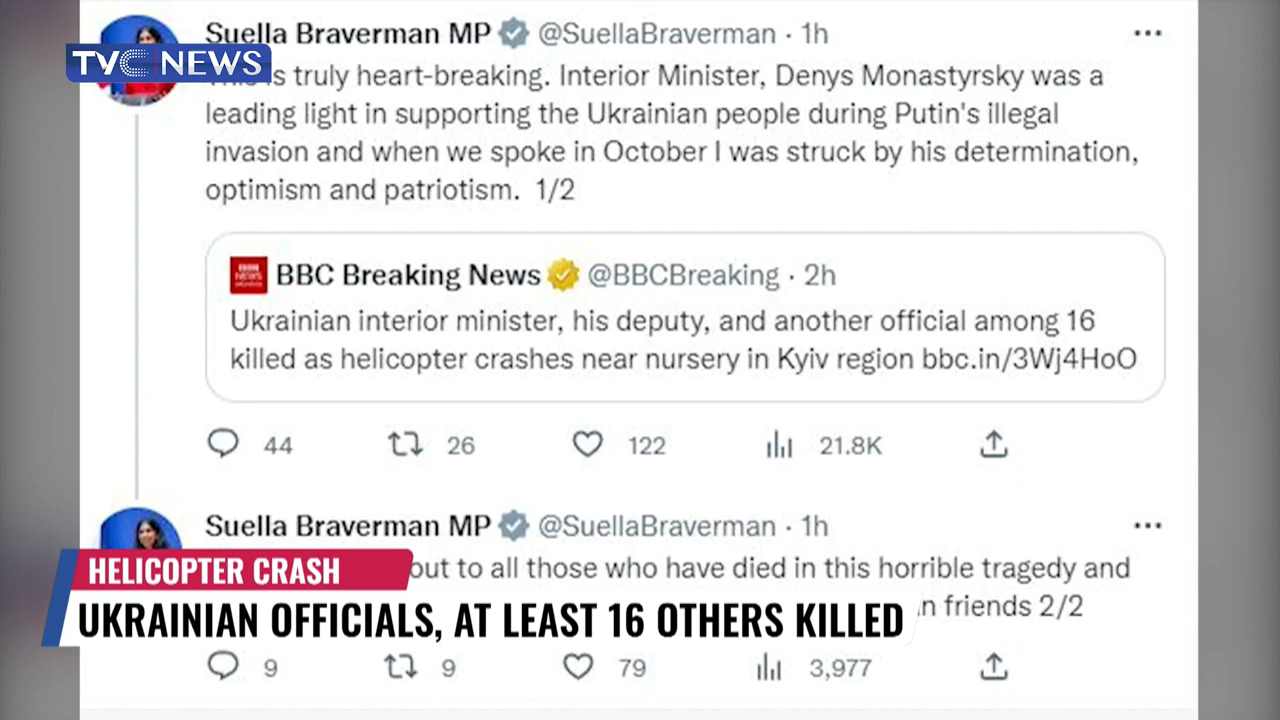 Suella Braverman MP @SuellaBraverman · 1h
TVC NEWS
is truly heart-breaking. Interior Minister, Denys Monastyrsky was a
leading light in supporting the Ukrainian people during Putin's illegal
invasion and when we spoke in October I was struck by his determination,
optimism and patriotism. 1/2
BBC Breaking News @BBCBreaking · 2h
Ukrainian interior minister, his deputy, and another official among 16
killed as helicopter crashes near nursery in Kyiv region bbc.in/3Wj4HoO
44 26 122 21.8K
Suella Braverman MP @SuellaBraverman · 1h
HELICOPTER CRASH
out to all those who have died in this horrible tragedy and
UKRAINIAN OFFICIALS, AT LEAST 16 OTHERS KILLED
friends 2/2
9 9 79 3,977